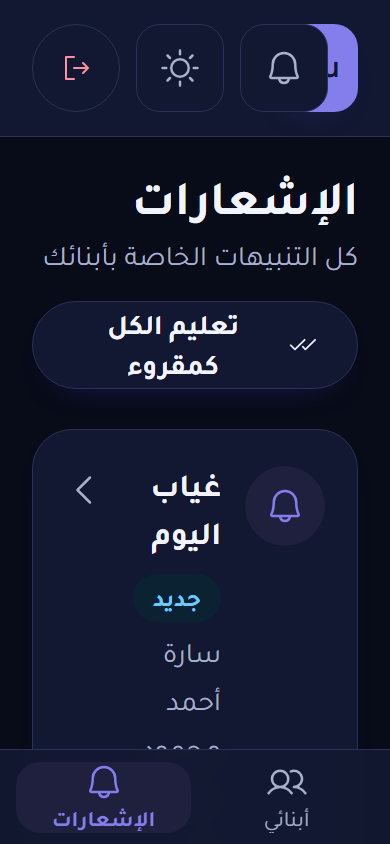 الإشعارات
كل التنبيهات الخاصة بأبنائك
تعليم الكل
كمقروء
غياب
اليوم
جديد
سارة
أحمد
أبنائي
الإشعارات